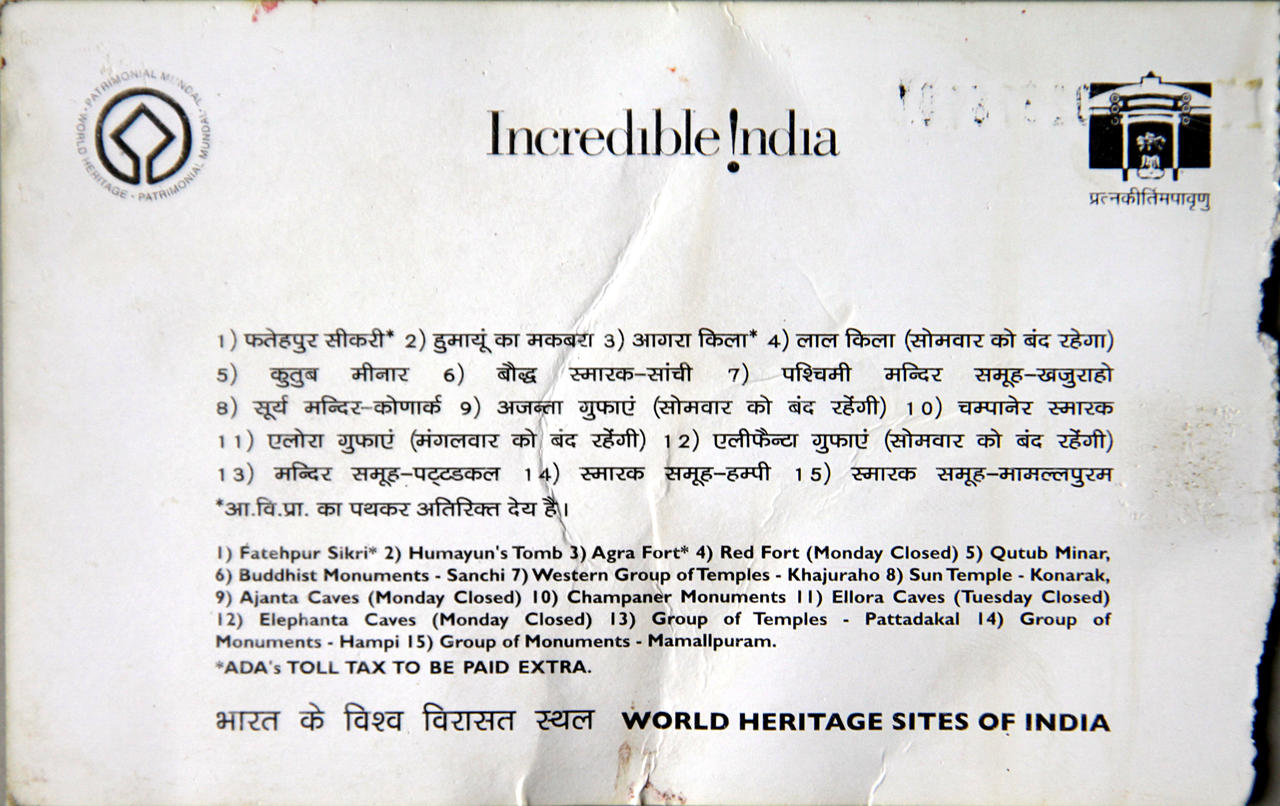 WORLD HERITAGE · PATRIMONIAL MUNDAL · PATRIMONIAL MUNDAL
Incredible !ndia
प्रत्नकीर्तिमपावृणु
1) फतेहपुर सीकरी* 2) हुमायूं का मकबरा 3) आगरा किला* 4) लाल किला (सोमवार को बंद रहेगा)
5) कुतुब मीनार 6) बौद्ध स्मारक–सांची 7) पश्चिमी मन्दिर समूह–खजुराहो
8) सूर्य मन्दिर–कोणार्क 9) अजन्ता गुफाएं (सोमवार को बंद रहेंगी) 10) चम्पानेर स्मारक
11) एलोरा गुफाएं (मंगलवार को बंद रहेंगी) 12) एलीफैन्टा गुफाएं (सोमवार को बंद रहेंगी)
13) मन्दिर समूह–पट्टडकल 14) स्मारक समूह–हम्पी 15) स्मारक समूह–मामल्लपुरम
*आ.वि.प्रा. का पथकर अतिरिक्त देय है।
1) Fatehpur Sikri* 2) Humayun's Tomb 3) Agra Fort* 4) Red Fort (Monday Closed) 5) Qutub Minar,
6) Buddhist Monuments - Sanchi 7) Western Group of Temples - Khajuraho 8) Sun Temple - Konarak,
9) Ajanta Caves (Monday Closed) 10) Champaner Monuments 11) Ellora Caves (Tuesday Closed)
12) Elephanta Caves (Monday Closed) 13) Group of Temples - Pattadakal 14) Group of
Monuments - Hampi 15) Group of Monuments - Mamallpuram.
*ADA's TOLL TAX TO BE PAID EXTRA.
भारत के विश्व विरासत स्थल WORLD HERITAGE SITES OF INDIA